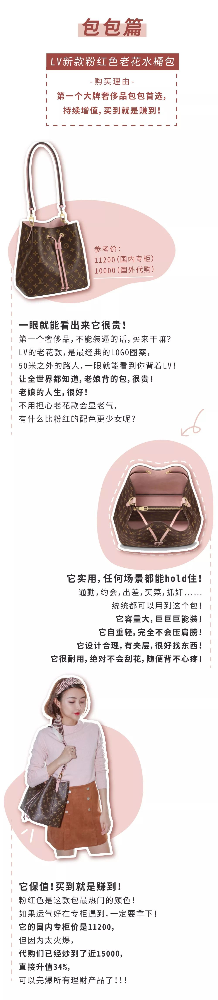 包包篇
LV新款粉红色老花水桶包
-购买理由-
第一个大牌奢侈品包包首选,
持续增值,买到就是赚到!
参考价:
11200(国内专柜)
10000(国外代购)
一眼就能看出来它很贵!
第一个奢侈品,不能装逼的话,买来干嘛?
LV的老花款,是最经典的LOGO图案,
50米之外的路人,一眼就能看到你背着LV!
让全世界都知道,老娘背的包,很贵!
老娘的人生,很好!
不用担心老花款会显老气,
有什么比粉红的配色更少女呢?
它实用,任何场景都能hold住!
通勤,约会,出差,买菜,抓奸......
统统都可以用到这个包!
它容量大,巨巨巨能装!
它自重轻,完全不会压肩膀!
它设计合理,有夹层,很好找东西!
它很耐用,绝对不会刮花,随便背不心疼!
它保值!买到就是赚到!
粉红色是这款包最热门的颜色!
如果运气好在专柜遇到,一定要拿下!
它的国内专柜价是11200,
但因为太火爆,
代购们已经炒到了近15000,
直接升值34%,
可以完爆所有理财产品了!!!